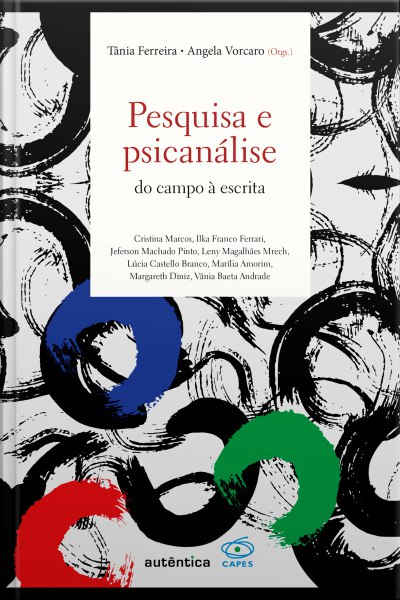 Tânia Ferreira • Angela Vorcaro (Orgs.)
Pesquisa e
psicanálise
do campo à escrita
Cristina Marcos, Ilka Franco Ferrari,
Jeferson Machado Pinto, Leny Magalhães Mrech,
Lúcia Castello Branco, Marília Amorim,
Margareth Diniz, Vânia Baeta Andrade
autêntica
CAPES